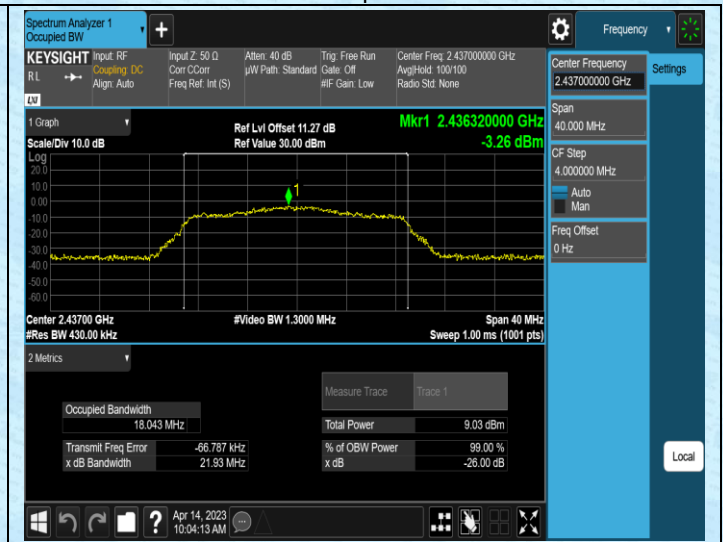 Spectrum Analyzer 1
Occupied BW
+
Frequency
KEYSIGHT
RL
LXI
Input: RF
Coupling: DC
Align: Auto
Input Z: 50 Ω
Corr CCorr
Freq Ref: Int (S)
Atten: 40 dB
µW Path: Standard
Trig: Free Run
Gate: Off
#IF Gain: Low
Center Freq: 2.437000000 GHz
Avg|Hold: 100/100
Radio Std: None
Center Frequency
2.437000000 GHz
Settings
Span
40.000 MHz
CF Step
4.000000 MHz
Auto
Man
Freq Offset
0 Hz
1 Graph
Scale/Div 10.0 dB
Ref Lvl Offset 11.27 dB
Ref Value 30.00 dBm
Mkr1 2.436320000 GHz
-3.26 dBm
Log
20.0
10.0
0.00
-10.0
-20.0
-30.0
-40.0
-50.0
-60.0
1
Center 2.43700 GHz
#Res BW 430.00 kHz
#Video BW 1.3000 MHz
Span 40 MHz
Sweep 1.00 ms (1001 pts)
2 Metrics
Measure Trace Trace 1
Occupied Bandwidth
18.043 MHz
Total Power 9.03 dBm
Transmit Freq Error -66.787 kHz
% of OBW Power 99.00 %
x dB Bandwidth 21.93 MHz
x dB -26.00 dB
Local
?
Apr 14, 2023
10:04:13 AM